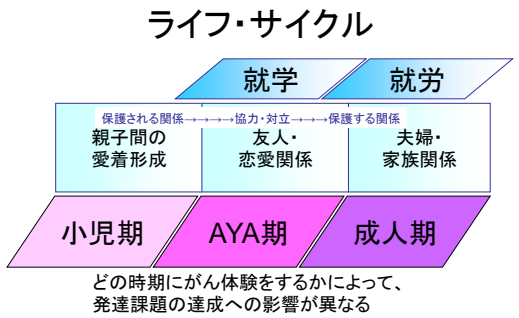 ライフ・サイクル
就学
就労
保護される関係→→→→協力・対立→→→保護する関係
親子間の
愛着形成
友人・
恋愛関係
夫婦・
家族関係
小児期
AYA期
成人期
どの時期にがん体験をするかによって、
発達課題の達成への影響が異なる